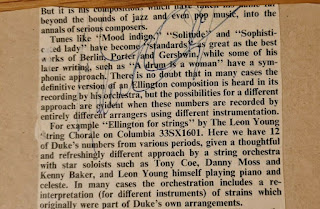 But it is his compositions which have taken his name far
beyond the bounds of jazz and even pop music, into the
annals of serious composers.
Tunes like "Mood indigo," "Solitude" and "Sophisti-
cated lady" have become standards as great as the best
works of Berlin, Porter and Gershwin, while some of his
later writing, such as "A drum is a woman" have a sym-
phonic approach. There is no doubt that in many cases the
definitive version of an Ellington composition is heard in its
recording by his orchestra, but the possibilities for a different
approach are evident when these numbers are recorded by
entirely different arrangers using different instrumentation.
For example "Ellington for strings" by The Leon Young
String Chorale on Columbia 33SX1601. Here we have 12
of Duke's numbers from various periods, given a thoughtful
and refreshingly different approach by a string orchestra
with star soloists such as Tony Coe, Danny Moss and
Kenny Baker, and Leon Young himself playing piano and
celeste. In many cases the orchestration includes a re-
interpretation (for different instruments) of strains which
originally were part of Duke's own arrangements.